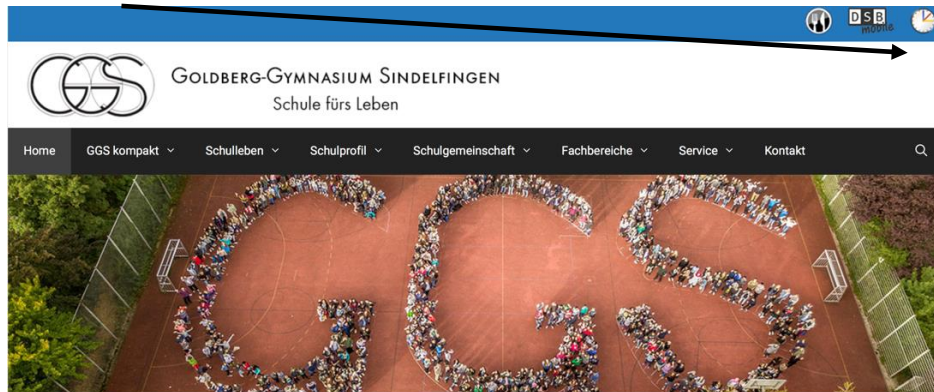 DSB
mobile
GGS
GOLDBERG-GYMNASIUM SINDELFINGEN
Schule fürs Leben
Home GGS kompakt Schulleben Schulprofil Schulgemeinschaft Fachbereiche Service Kontakt
GGS